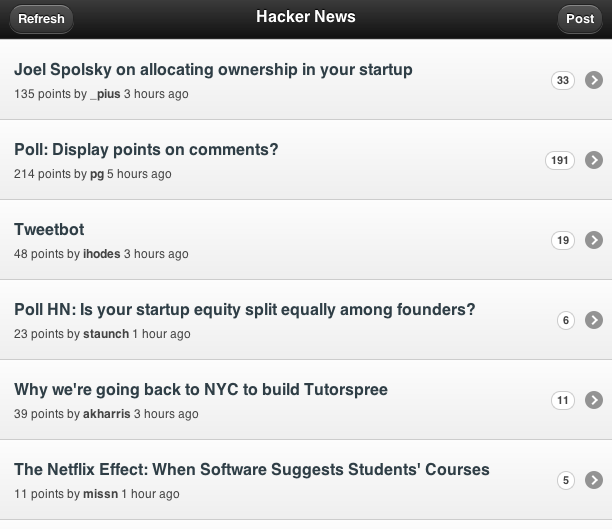 Refresh
Hacker News
Post
Joel Spolsky on allocating ownership in your startup
33
135 points by _pius 3 hours ago
Poll: Display points on comments?
191
214 points by pg 5 hours ago
Tweetbot
19
48 points by ihodes 3 hours ago
Poll HN: Is your startup equity split equally among founders?
6
23 points by staunch 1 hour ago
Why we're going back to NYC to build Tutorspree
11
39 points by akharris 3 hours ago
The Netflix Effect: When Software Suggests Students' Courses
5
11 points by missn 1 hour ago